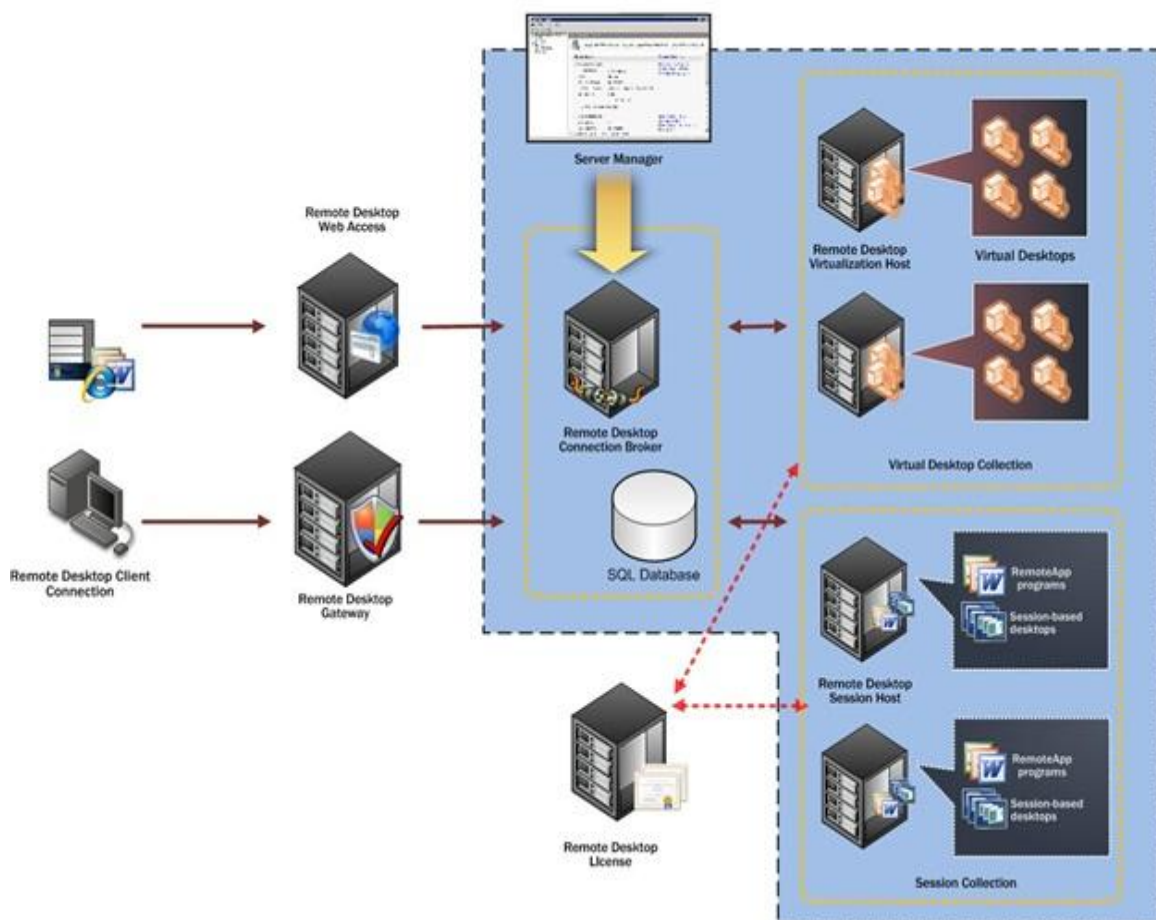 Server Manager
Remote Desktop
Web Access
Remote Desktop
Virtualization Host
Virtual Desktops
Remote Desktop
Connection Broker
Virtual Desktop Collection
SQL Database
Remote Desktop Client
Connection
Remote Desktop
Gateway
RemoteApp
programs
Session-based
desktops
Remote Desktop
Session Host
RemoteApp
programs
Session-based
desktops
Remote Desktop
LIcense
Session Collection